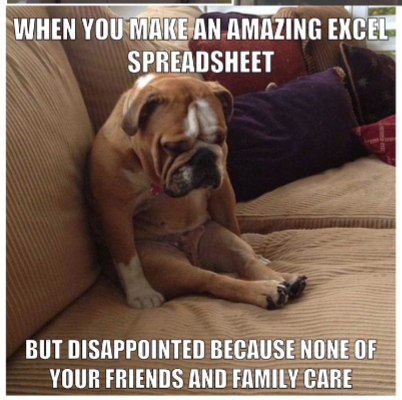 WHEN YOU MAKE AN AMAZING EXCEL
SPREADSHEET
BUT DISAPPOINTED BECAUSE NONE OF
YOUR FRIENDS AND FAMILY CARE